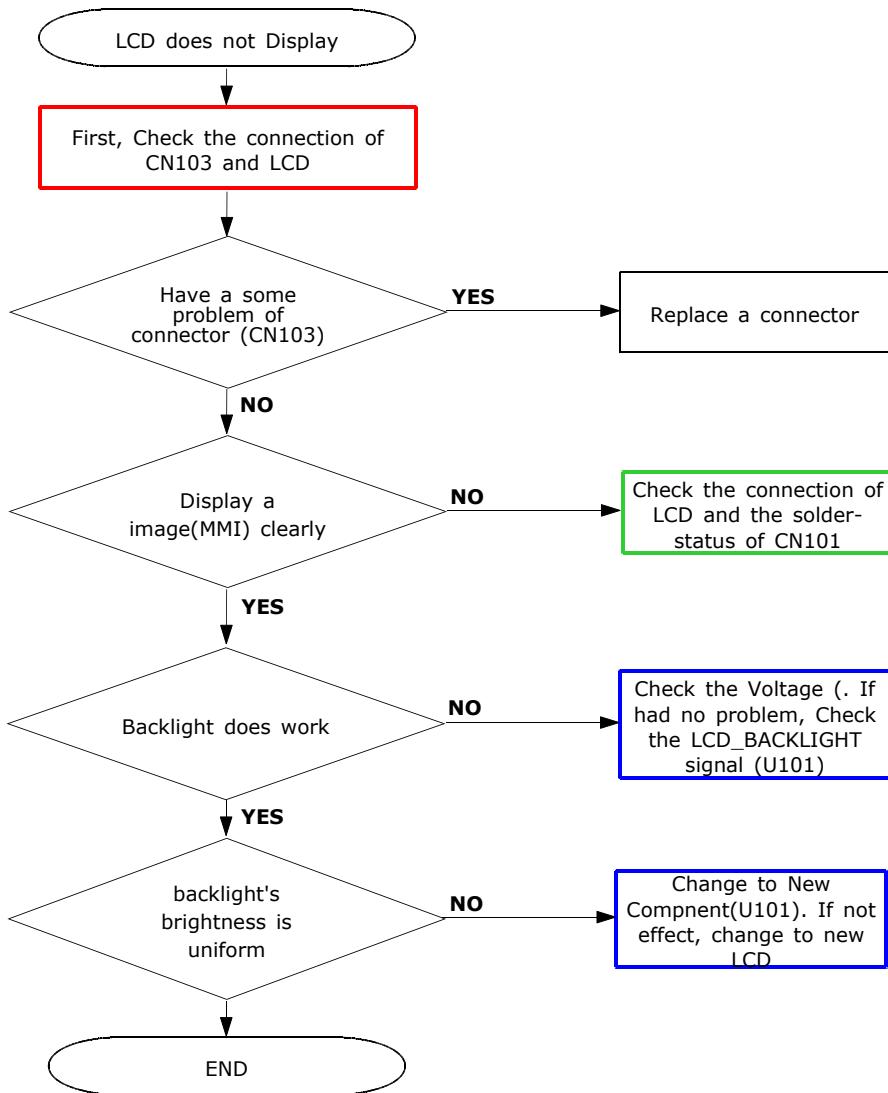 LCD does not Display
First, Check the connection of
CN103 and LCD
Have a some
problem of
connector (CN103)
YES
Replace a connector
NO
Display a
image(MMI) clearly
NO
Check the connection of
LCD and the solder-
status of CN101
YES
Backlight does work
NO
Check the Voltage (. If
had no problem, Check
the LCD_BACKLIGHT
signal (U101)
YES
backlight's
brightness is
uniform
NO
Change to New
Compnent(U101). If not
effect, change to new
LCD
END